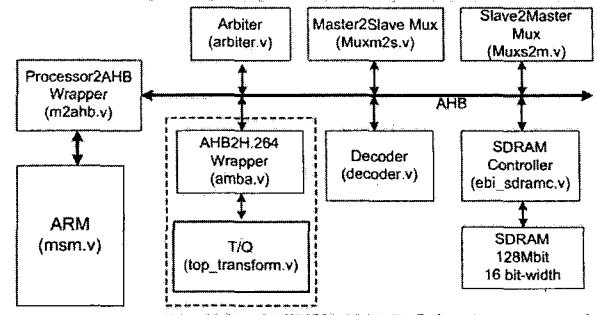 Arbiter
(arbiter.v)
Master2Slave Mux
(Muxm2s.v)
Slave2Master
Mux
(Muxs2m.v)
Processor2AHB
Wrapper
(m2ahb.v)
AHB
AHB2H.264
Wrapper
(amba.v)
Decoder
(decoder.v)
SDRAM
Controller
(ebi_sdramc.v)
ARM
(msm.v)
T/Q
(top_transform.v)
SDRAM
128Mbit
16 bit-width